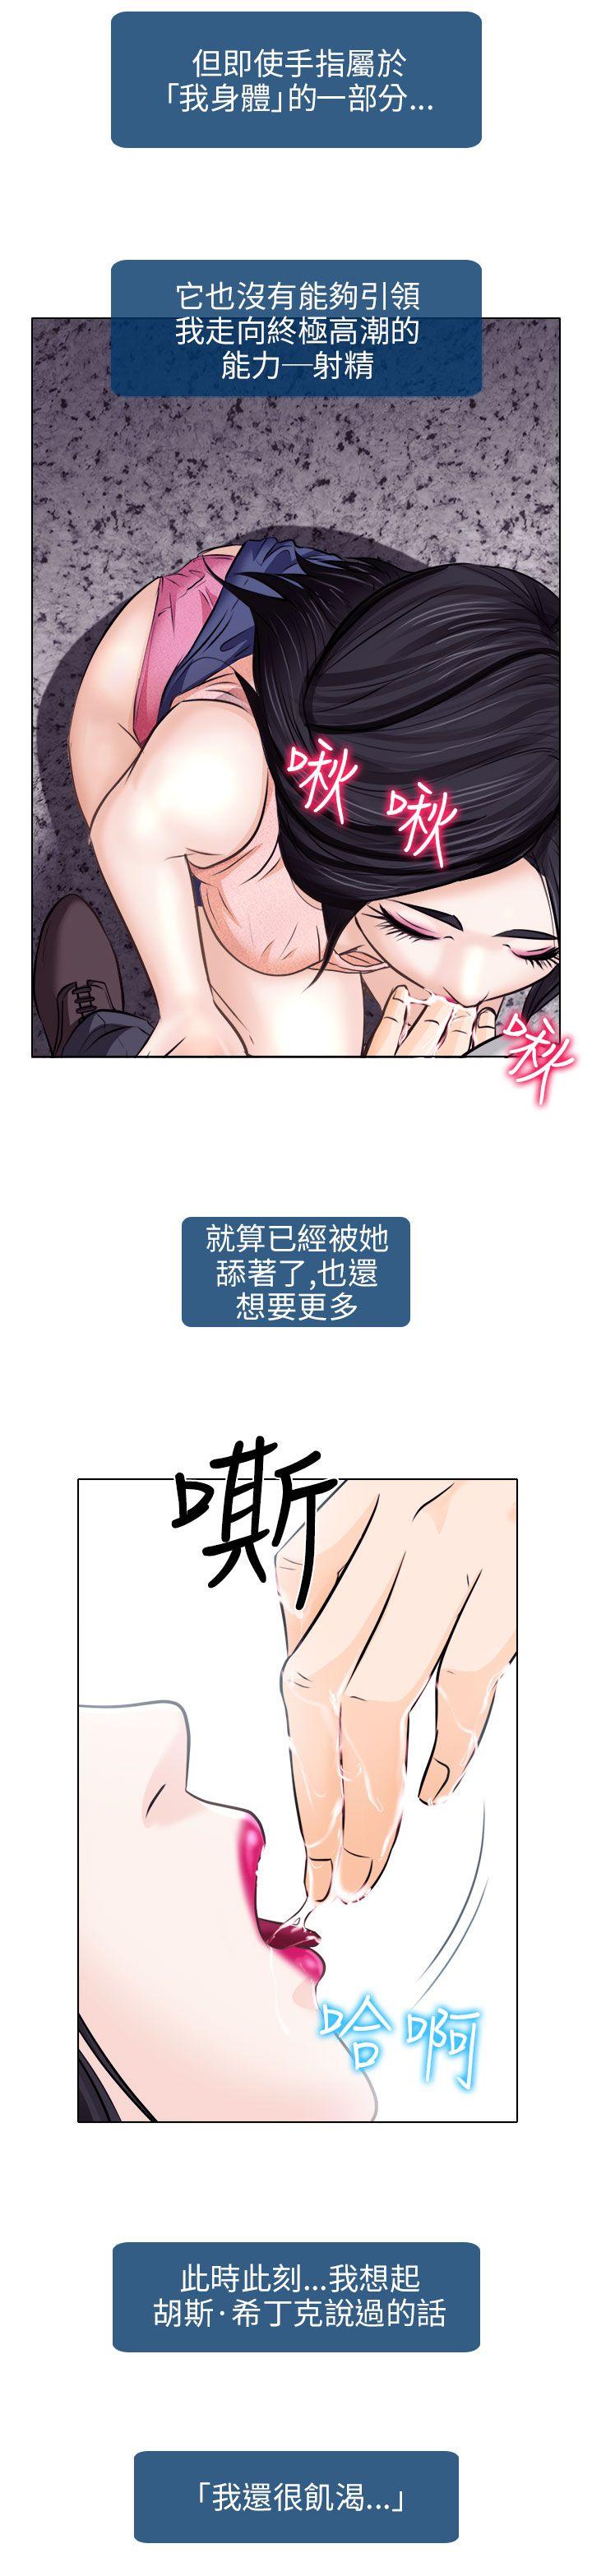 但即使手指屬於
「我身體」的一部分...
它也沒有能夠引領
我走向終極高潮的
能力—射精
啾
啾
啾
就算已經被她
舔著了,也還
想要更多
嘶
哈啊
此時此刻...我想起
胡斯·希丁克說過的話
「我還很飢渴...」